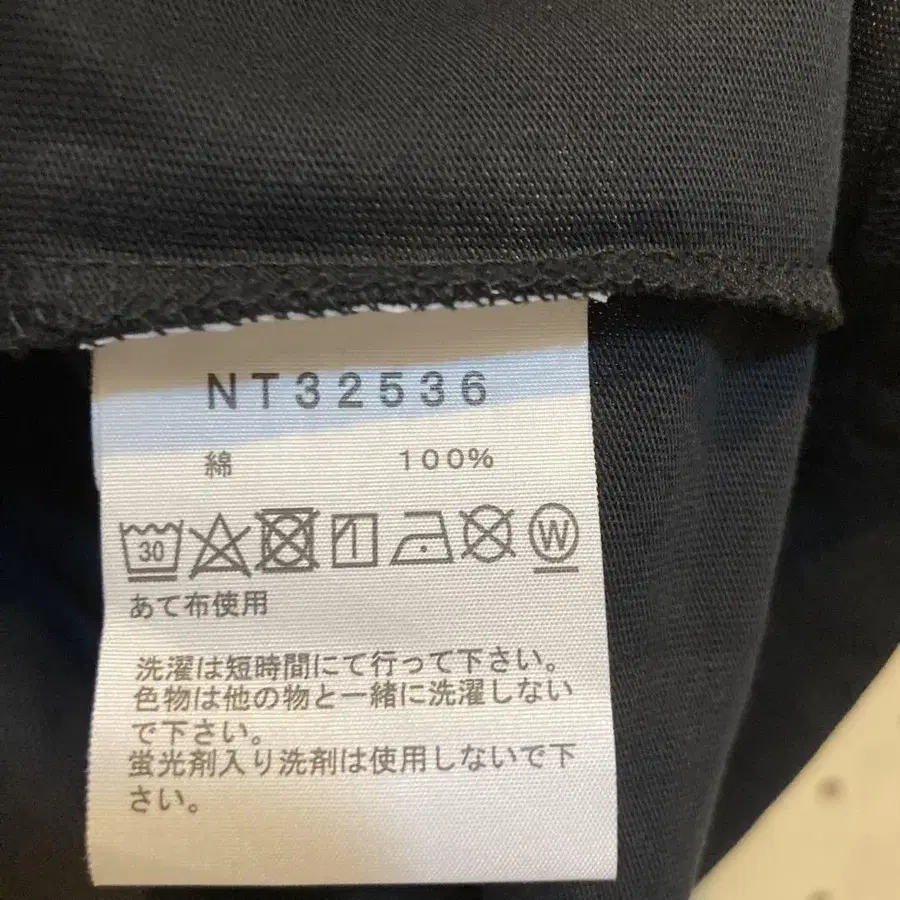 NT32536
綿 100%
30 W
あて布使用
洗濯は短時間にて行って下さい。
色物は他の物と一緒に洗濯しない
で下さい。
蛍光剤入り洗剤は使用しないで下
さい。